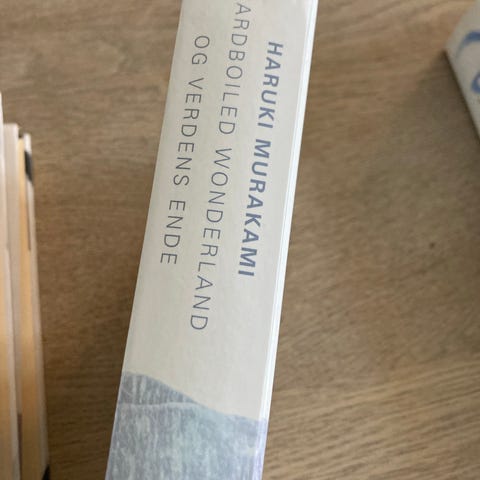 HARUKI MURAKAMI
ARDBOILED WONDERLAND
OG VERDENS ENDE